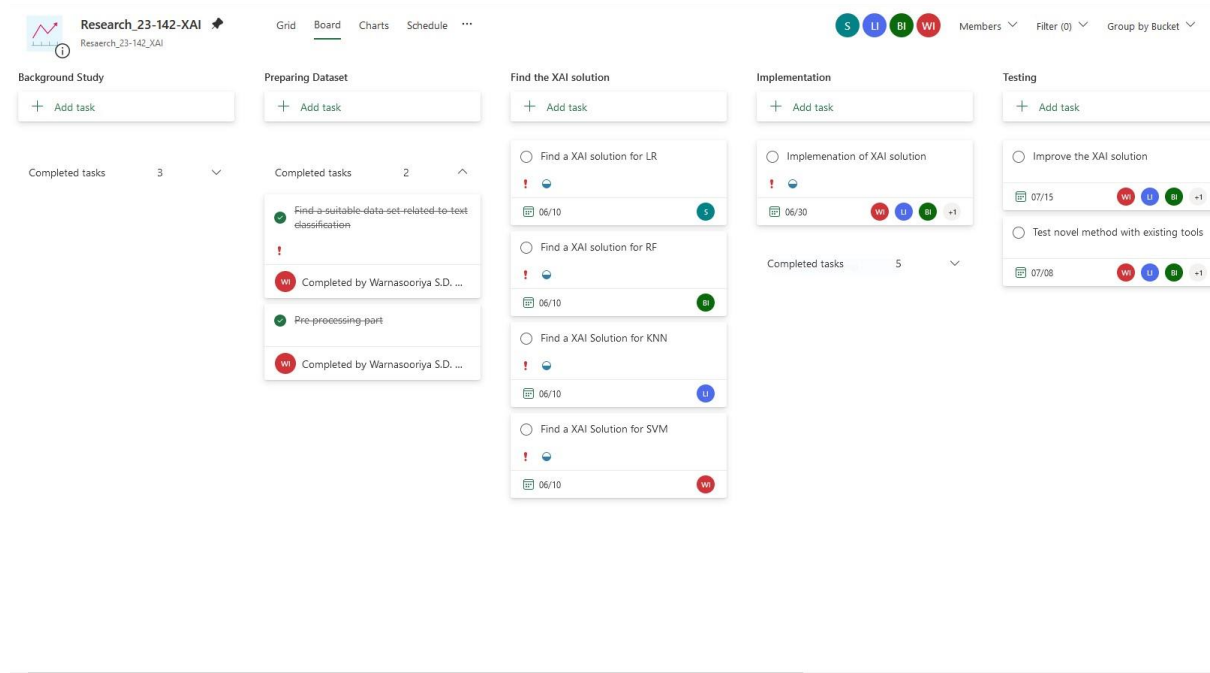 Research_23-142-XAI
Resaerch_23-142_XAI
Grid Board Charts Schedule ...
S LI BI WI Members Filter (0) Group by Bucket
Background Study
+ Add task
Completed tasks 3
Preparing Dataset
+ Add task
Completed tasks 2
Find a suitable data set related to text
classification
WI Completed by Warnasooriya S.D. ...
Pre processing part
WI Completed by Warnasooriya S.D. ...
Find the XAI solution
+ Add task
Find a XAI solution for LR
06/10 S
Find a XAI solution for RF
06/10 BI
Find a XAI Solution for KNN
06/10 LI
Find a XAI Solution for SVM
06/10 WI
Implementation
+ Add task
Implemenation of XAI solution
06/30 WI LI BI +1
Completed tasks 5
Testing
+ Add task
Improve the XAI solution
07/15 WI LI BI +1
Test novel method with existing tools
07/08 WI LI BI +1